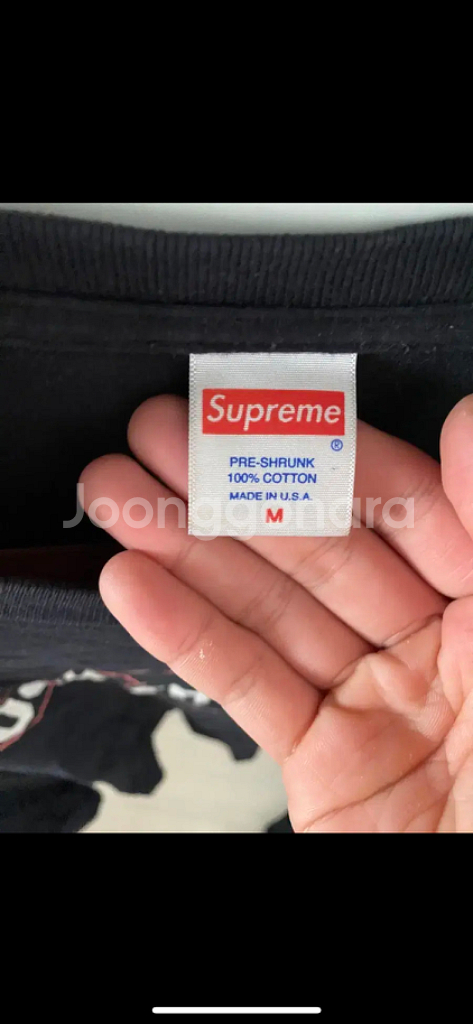 Supreme
®
PRE-SHRUNK
100% COTTON
MADE IN U.S.A.
M
Joonggonara